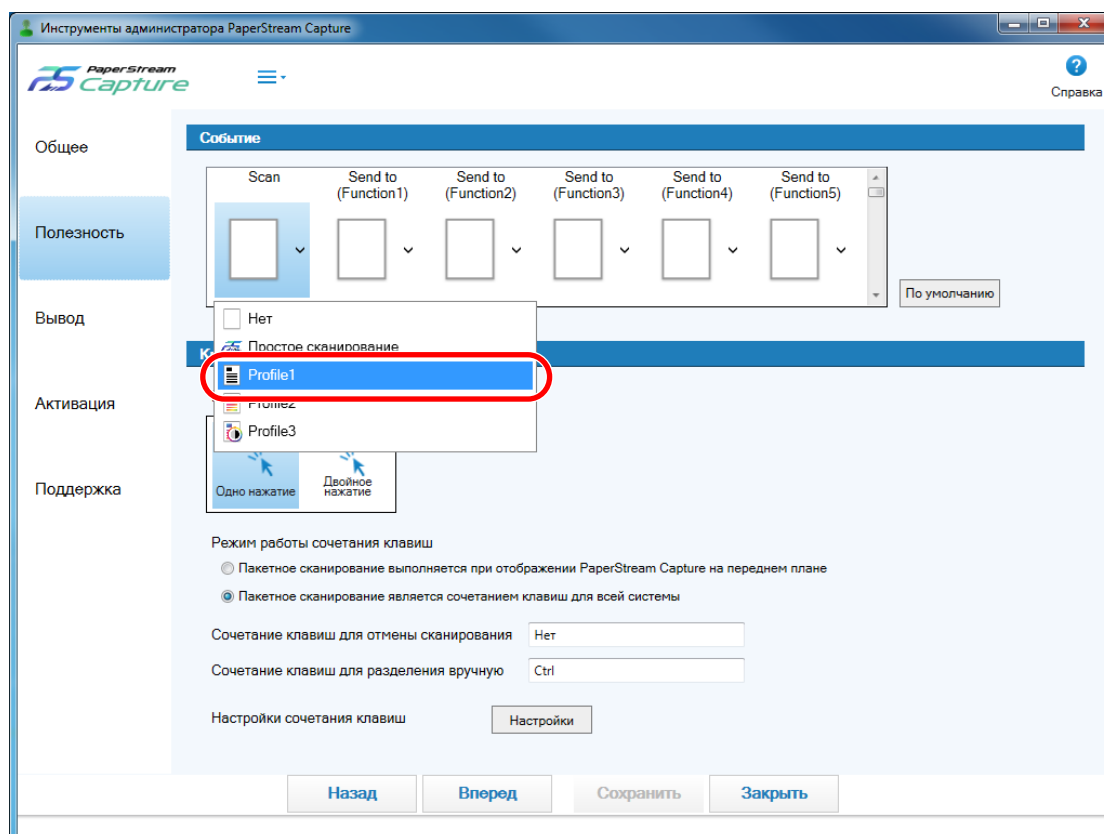 Инструменты администратора PaperStream Capture
PaperStream
Capture
Справка
Общее
Полезность
Вывод
Активация
Поддержка
Событие
Scan
Send to
(Function1)
Send to
(Function2)
Send to
(Function3)
Send to
(Function4)
Send to
(Function5)
По умолчанию
Нет
Простое сканирование
Profile1
Profile2
Profile3
Одно нажатие
Двойное
нажатие
Режим работы сочетания клавиш
Пакетное сканирование выполняется при отображении PaperStream Capture на переднем плане
Пакетное сканирование является сочетанием клавиш для всей системы
Сочетание клавиш для отмены сканирования Нет
Сочетание клавиш для разделения вручную Ctrl
Настройки сочетания клавиш Настройки
Назад Вперед Сохранить Закрыть